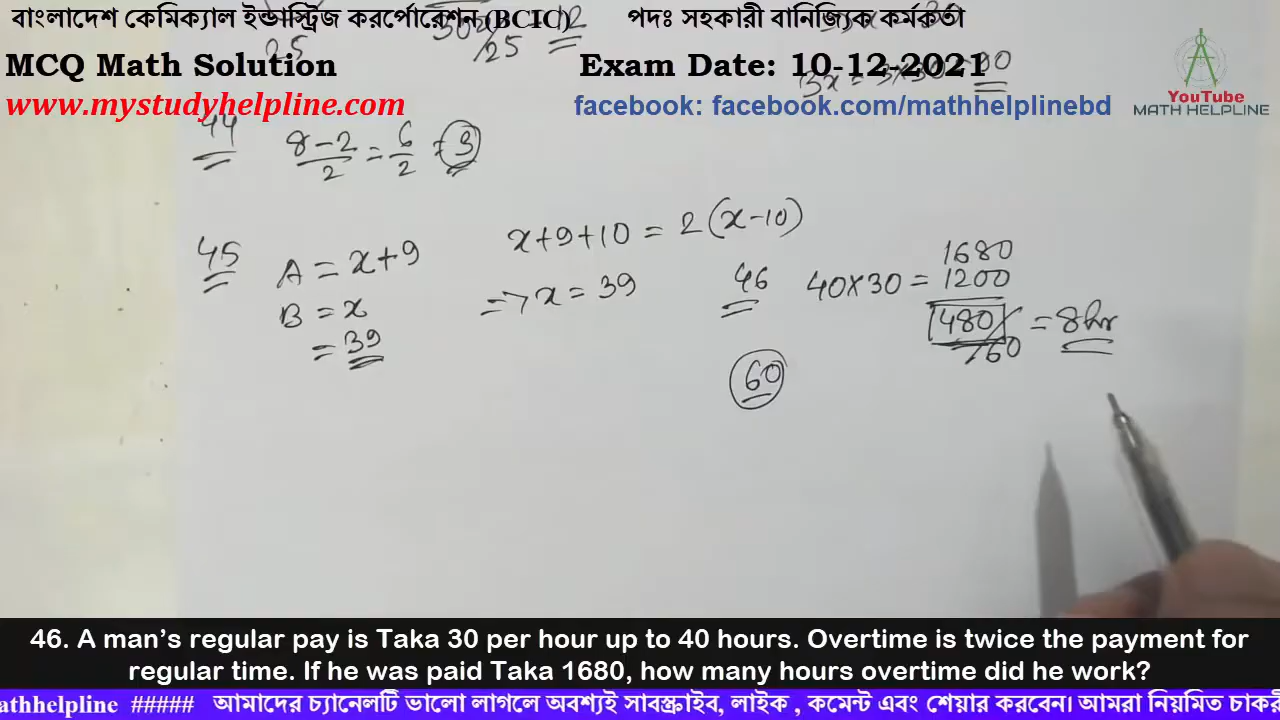 বাংলাদেশ কেমিক্যাল ইন্ডাস্ট্রিজ করর্পোরেশন (BCIC) পদঃ সহকারী বানিজ্যিক কর্মকর্তা
MCQ Math Solution Exam Date: 10-12-2021
www.mystudyhelpline.com facebook: facebook.com/mathhelplinebd
YouTube
MATH HELPLINE
44 8-2/2 = 6/2 = 3
45 A = x+9 x+9+10 = 2(x-10)
B = x => x = 39
= 39
46 40×30 = 1680
1200
480/60 = 8hr
60
46. A man's regular pay is Taka 30 per hour up to 40 hours. Overtime is twice the payment for
regular time. If he was paid Taka 1680, how many hours overtime did he work?
athhelpline ##### আমাদের চ্যানেলটি ভালো লাগলে অবশ্যই সাবস্ক্রাইব, লাইক , কমেন্ট এবং শেয়ার করবেন। আমরা নিয়মিত চাকরী